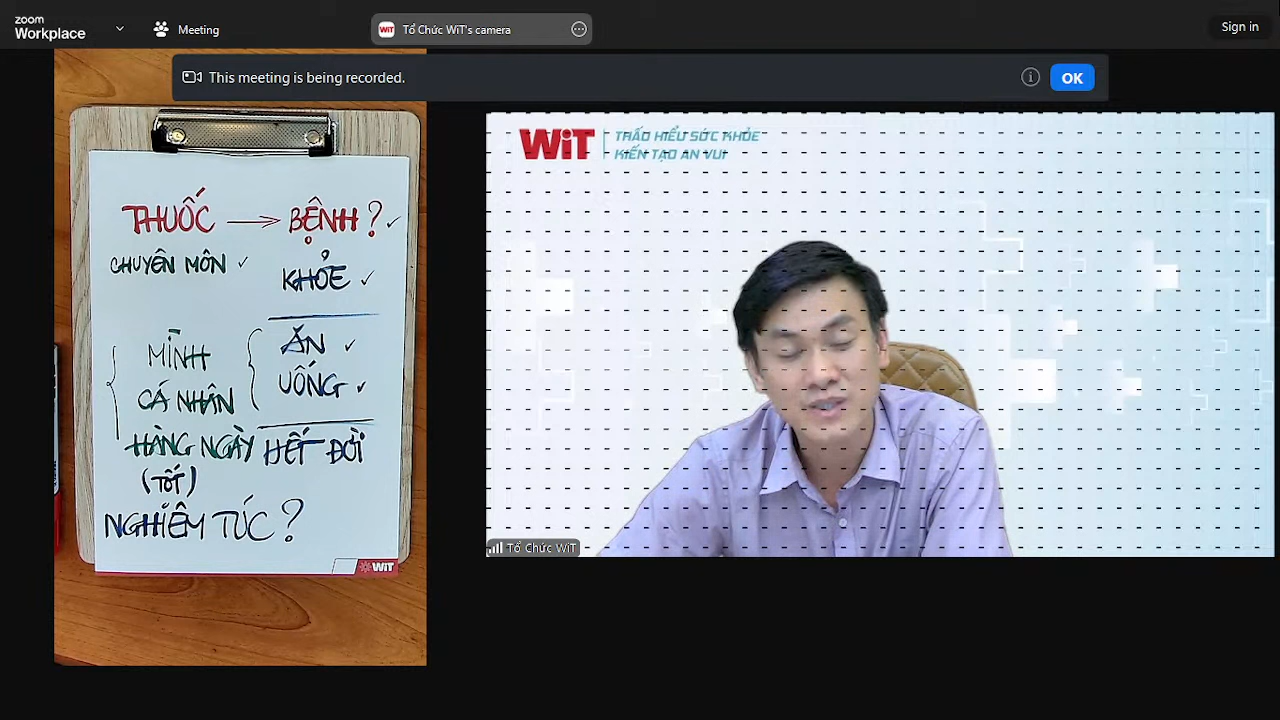 zoom
Workplace
Meeting
WiT Tổ Chức WiT's camera
Sign in
This meeting is being recorded.
OK
THUỐC → BỆNH? ✓
CHUYÊN MÔN ✓
KHỎE ✓
ĂN ✓
UỐNG ✓
MÌNH
CÁ NHÂN
HÀNG NGÀY
HẾT ĐỜI
(TỐT)
NGHIÊM TÚC?
WiT
WiT
THẤU HIỂU SỨC KHỎE
KIẾN TẠO AN VUI
Tổ Chức WiT